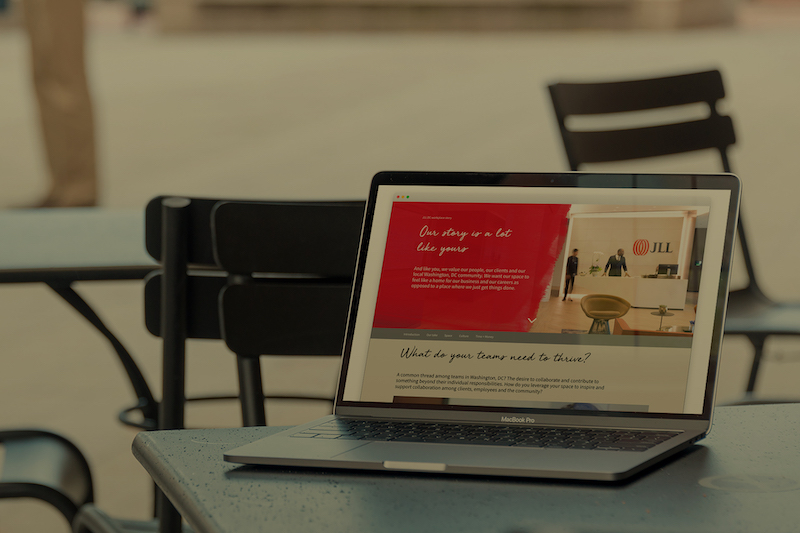 Our story is a lot
like yours
And like you, we value our people, our clients and our
local Washington, DC community. We want our space to
feel like a home for our business and our careers as
opposed to a place where we just get things done.
JLL
What do your teams need to thrive?
A common thread among teams in Washington, DC? The desire to collaborate and contribute to
something beyond their individual responsibilities. How do you leverage your space to inspire and
support collaboration among clients, employees and the community?
MacBook Pro